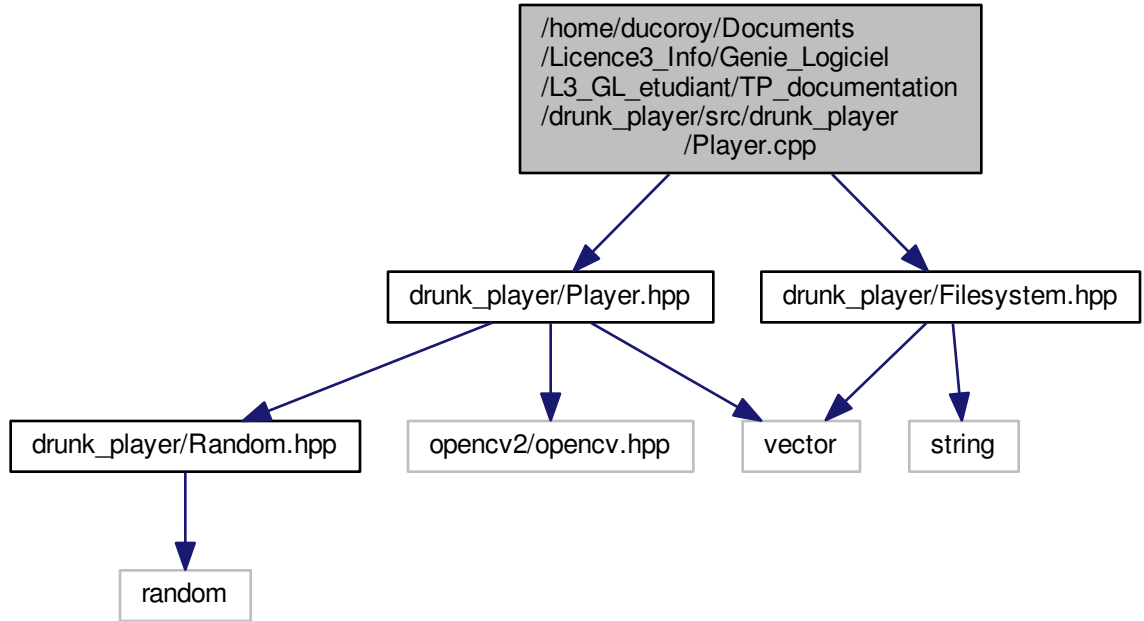 /home/ducoroy/Documents
/Licence3_Info/Genie_Logiciel
/L3_GL_etudiant/TP_documentation
/drunk_player/src/drunk_player
/Player.cpp
drunk_player/Player.hpp
drunk_player/Filesystem.hpp
drunk_player/Random.hpp
opencv2/opencv.hpp
vector
string
random